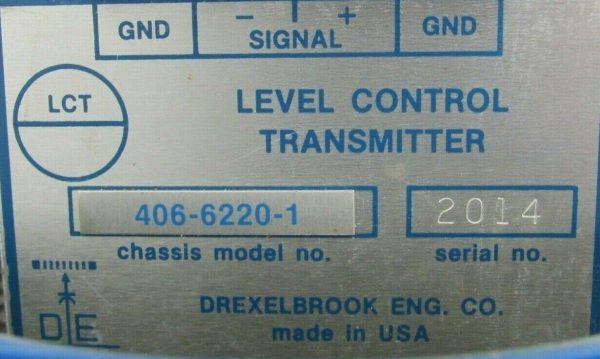 GND − + GND
SIGNAL
LCT
LEVEL CONTROL
TRANSMITTER
406-6220-1 2014
chassis model no. serial no.
DE
DREXELBROOK ENG. CO.
made in USA